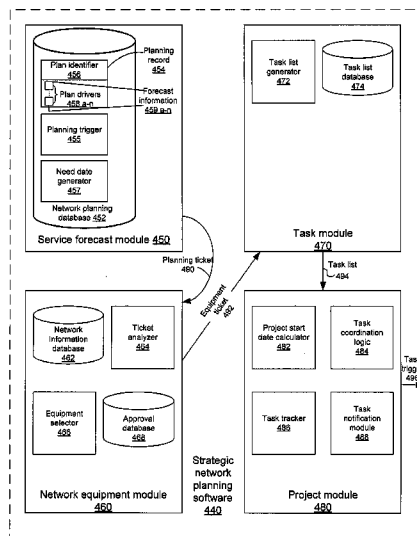 Planning record
454
Plan identifier
456
Plan drivers
458 a-n
Forecast information
459 a-n
Planning trigger
455
Need date generator
457
Network planning database 452
Service forecast module 450
Task list generator
472
Task list database
474
Task module
470
Planning ticket
490
Equipment ticket
492
Task list
494
Network information database
462
Ticket analyzer
464
Equipment selector
466
Approval database
468
Network equipment module
460
Strategic network planning software
440
Project start date calculator
482
Task coordination logic
484
Task tracker
486
Task notification module
488
Project module
480
Task
496